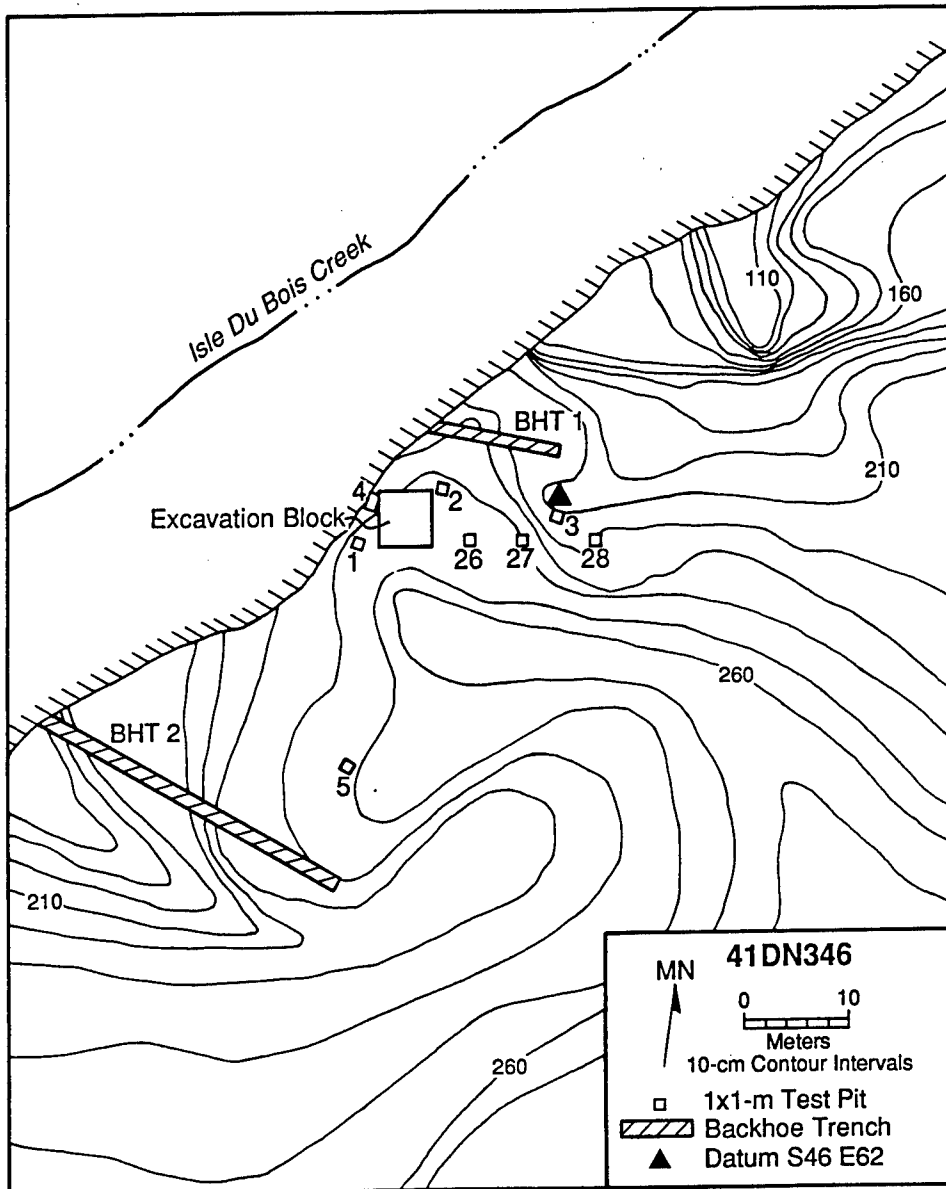 Isle Du Bois Creek
110
160
BHT 1
210
4
2
Excavation Block
3
1
26
27
28
260
BHT 2
5
210
260
41DN346
MN
0 10
Meters
10-cm Contour Intervals
1x1-m Test Pit
Backhoe Trench
Datum S46 E62